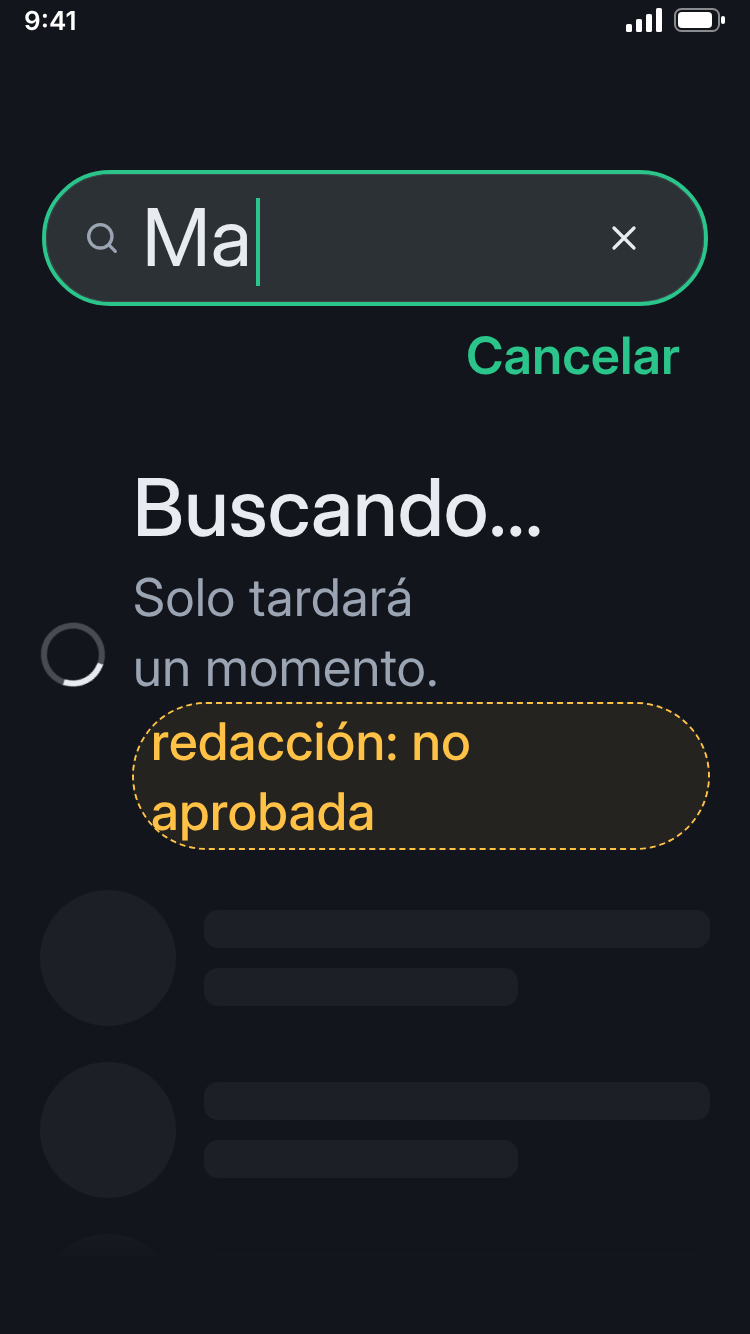 9:41
Ma
Cancelar
Buscando...
Solo tardará
un momento.
redacción: no
aprobada